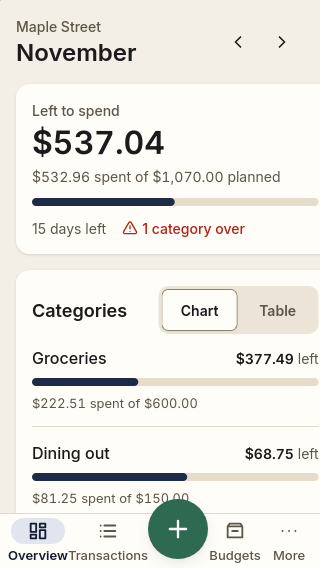 Maple Street
November
Left to spend
$537.04
$532.96 spent of $1,070.00 planned
15 days left 1 category over
Categories Chart Table
Groceries $377.49 left
$222.51 spent of $600.00
Dining out $68.75 left
$81.25 spent of $150.00
Overview Transactions Budgets More